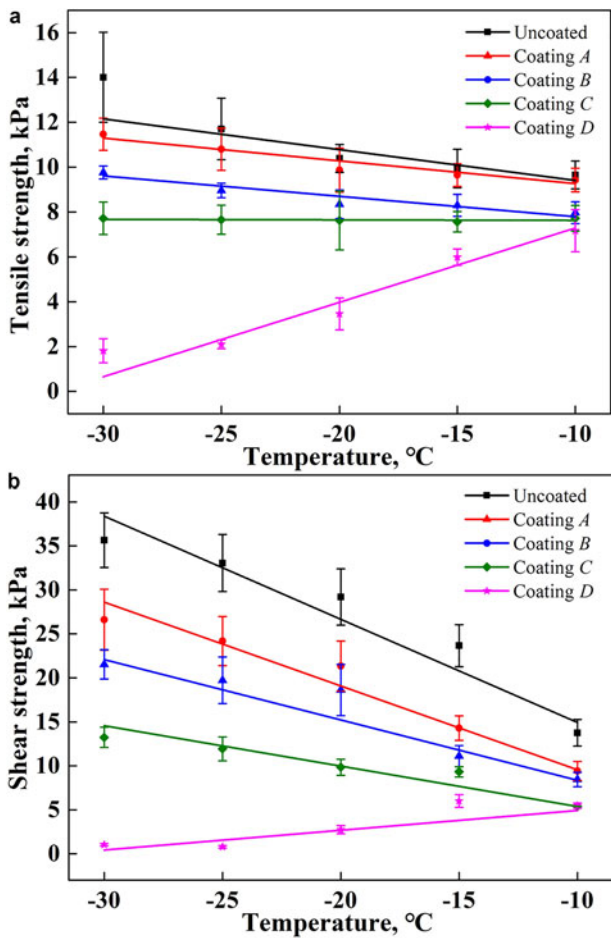 a
16
14
12
10
8
6
4
2
0
Tensile strength, kPa
Uncoated
Coating A
Coating B
Coating C
Coating D
-30 -25 -20 -15 -10
Temperature, °C
b
40
35
30
25
20
15
10
5
0
Shear strength, kPa
Uncoated
Coating A
Coating B
Coating C
Coating D
-30 -25 -20 -15 -10
Temperature, °C